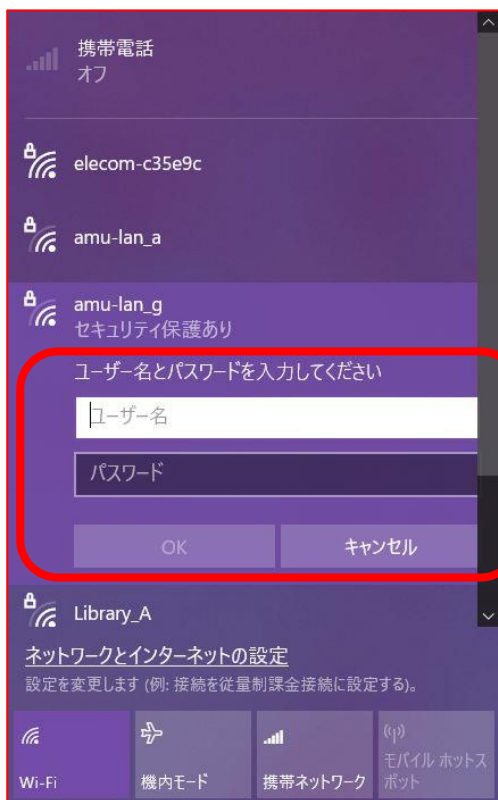 携帯電話
オフ
elecom-c35e9c
amu-lan_a
amu-lan_g
セキュリティ保護あり
ユーザー名とパスワードを入力してください
ユーザー名
パスワード
OK キャンセル
Library_A
ネットワークとインターネットの設定
設定を変更します (例: 接続を従量制課金接続に設定する)。
Wi-Fi 機内モード 携帯ネットワーク モバイル ホットス
ポット